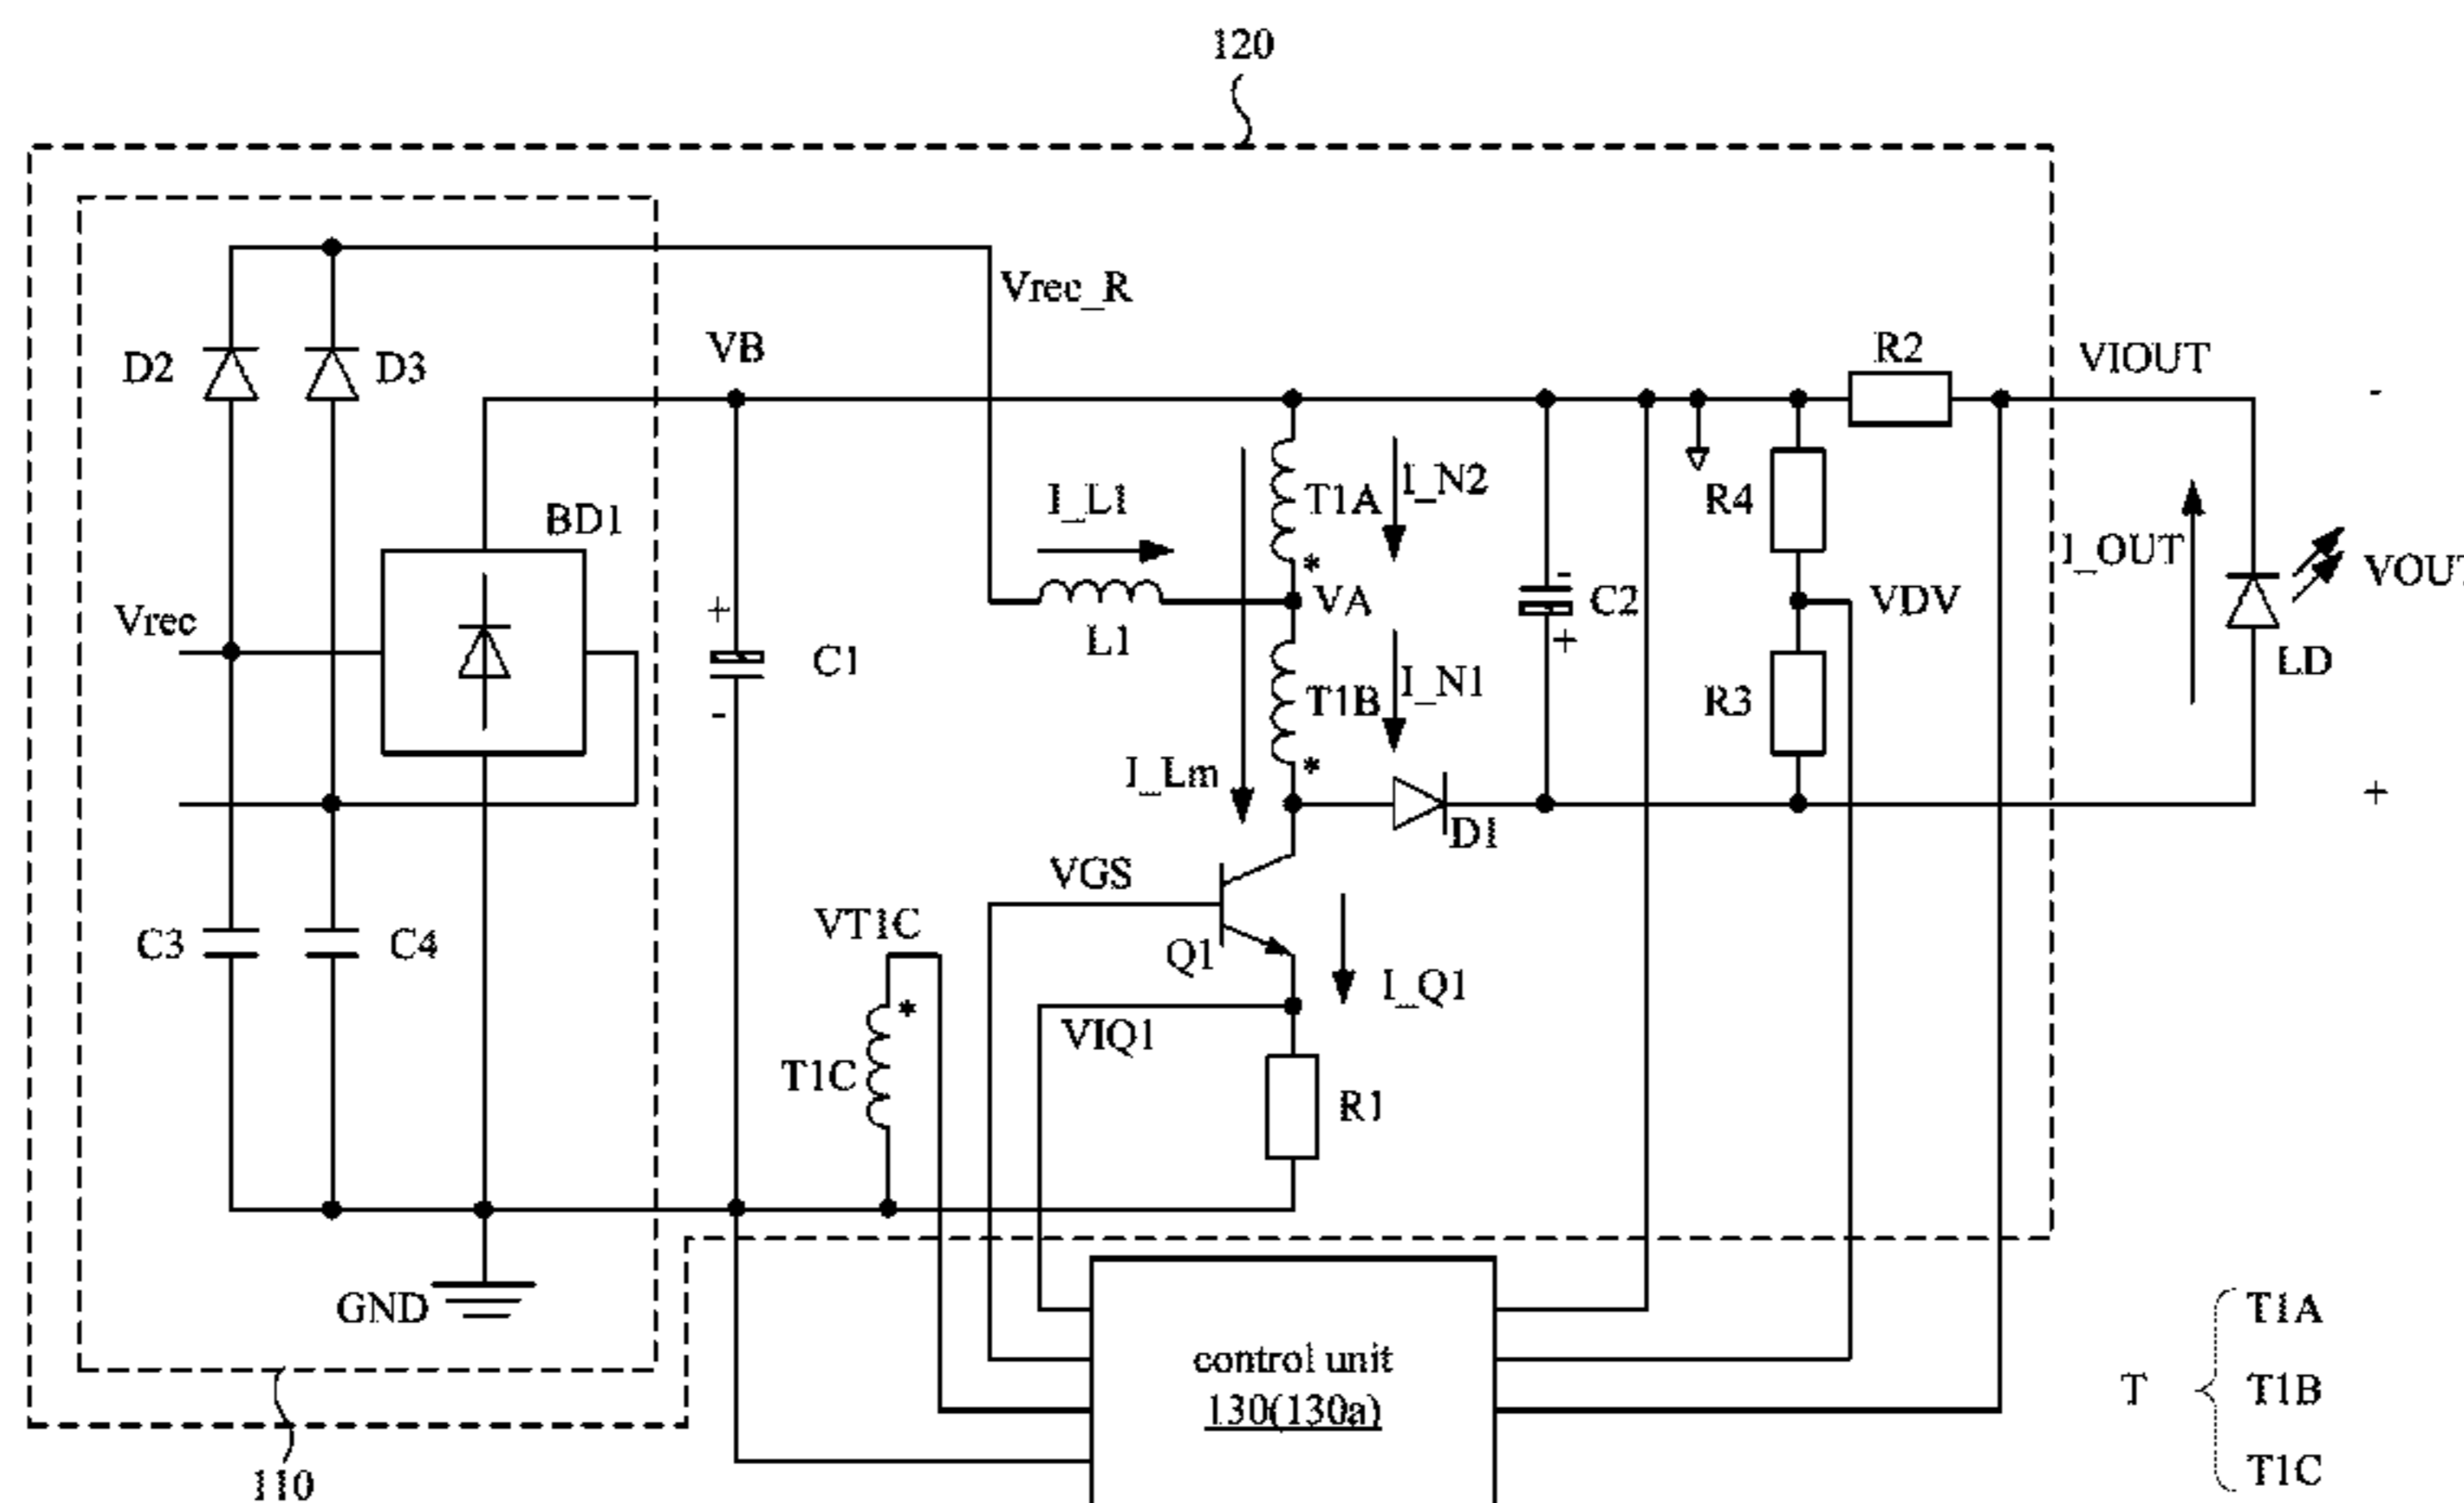 120
Vrec_R
D2
D3
VB
R2
VIOUT
-
BD1
I_L1
T1A
I_N2
R4
I_OUT
*
-
Vrec
+
VA
C2
VDV
VOUT
L1
+
C1
LD
T1B
I_N1
R3
-
I_Lm
*
+
D1
VGS
VT1C
C3
C4
Q1
I_Q1
*
VIQ1
T1C
R1
GND
control unit
130(130a)
T
T1A
T1B
T1C
110